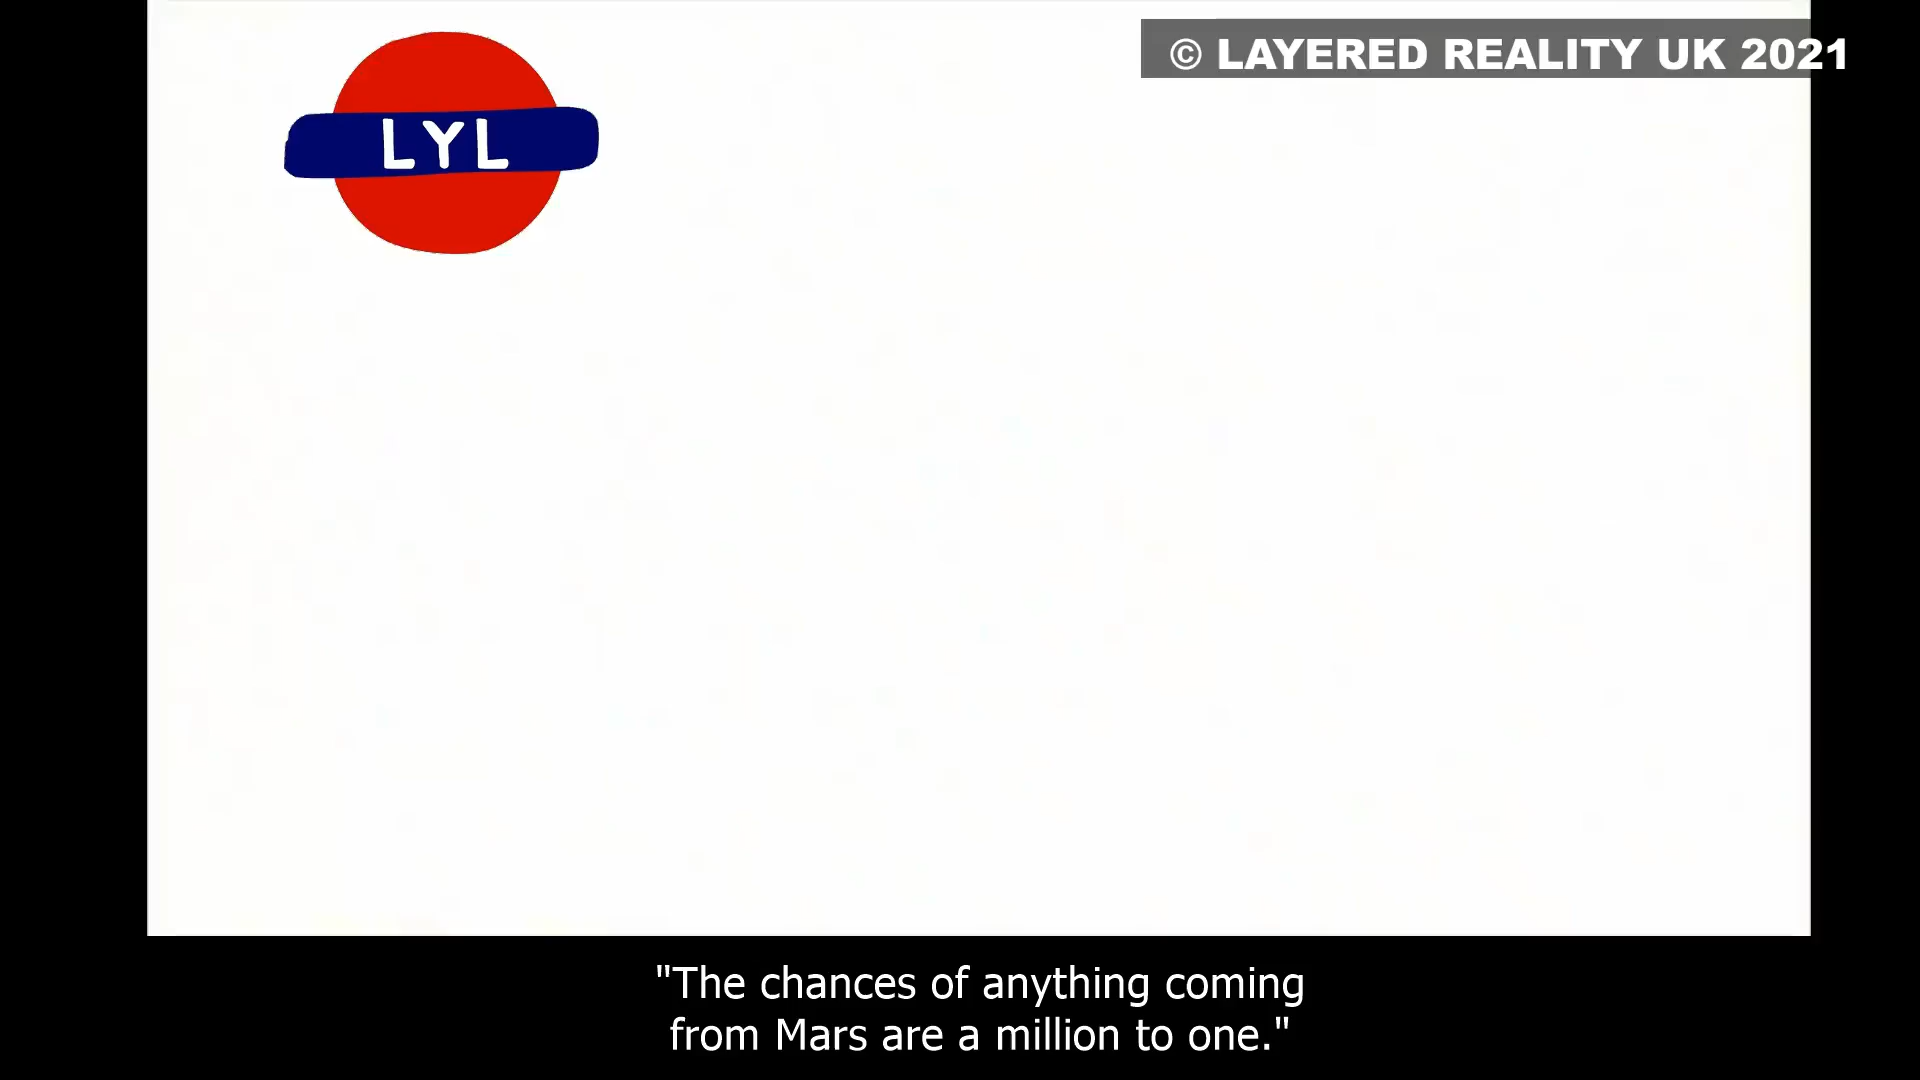 LYL
© LAYERED REALITY UK 2021
"The chances of anything coming
from Mars are a million to one."